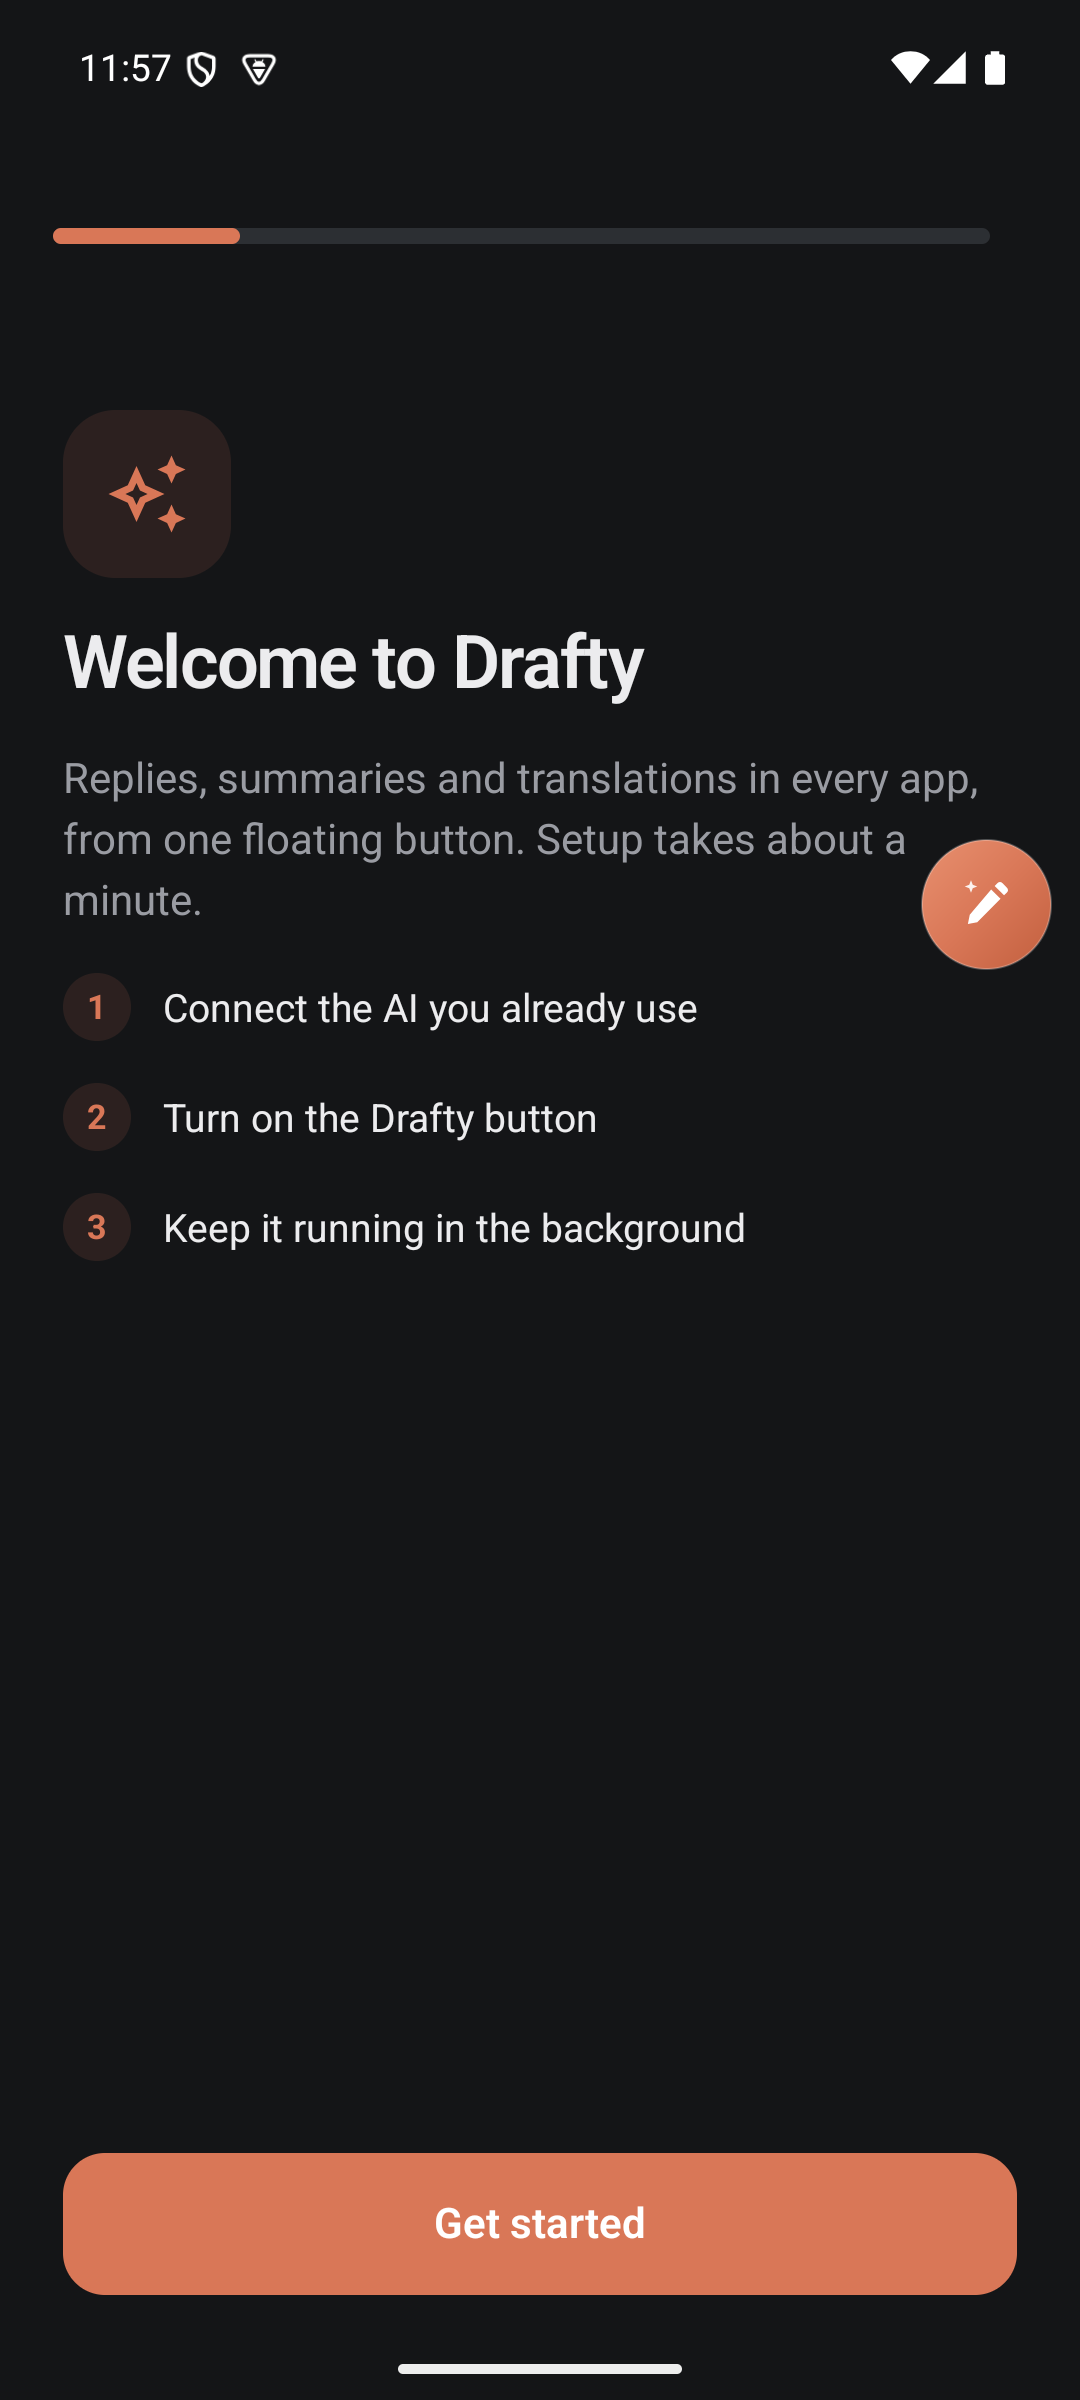 11:57
Welcome to Drafty
Replies, summaries and translations in every app,
from one floating button. Setup takes about a
minute.
1 Connect the AI you already use
2 Turn on the Drafty button
3 Keep it running in the background
Get started